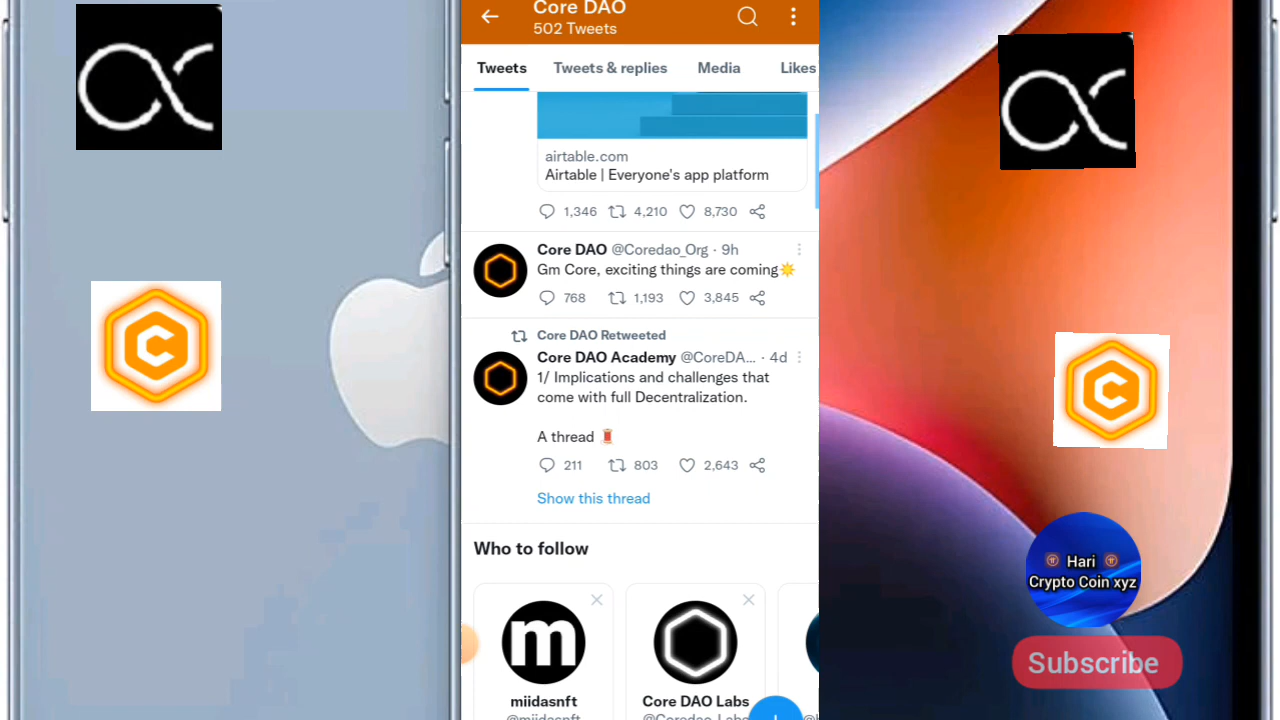 Core DAO
502 Tweets
Tweets
Tweets & replies
Media
Likes
airtable.com
Airtable | Everyone's app platform
1,346
4,210
8,730
Core DAO @Coredao_Org · 9h
Gm Core, exciting things are coming
768
1,193
3,845
Core DAO Retweeted
Core DAO Academy @CoreDA... · 4d
1/ Implications and challenges that
come with full Decentralization.
A thread
211
803
2,643
Show this thread
Who to follow
m
miidasnft
@miidasnft
Core DAO Labs
@Coredao_Labs
C
C
Hari
Crypto Coin xyz
Subscribe